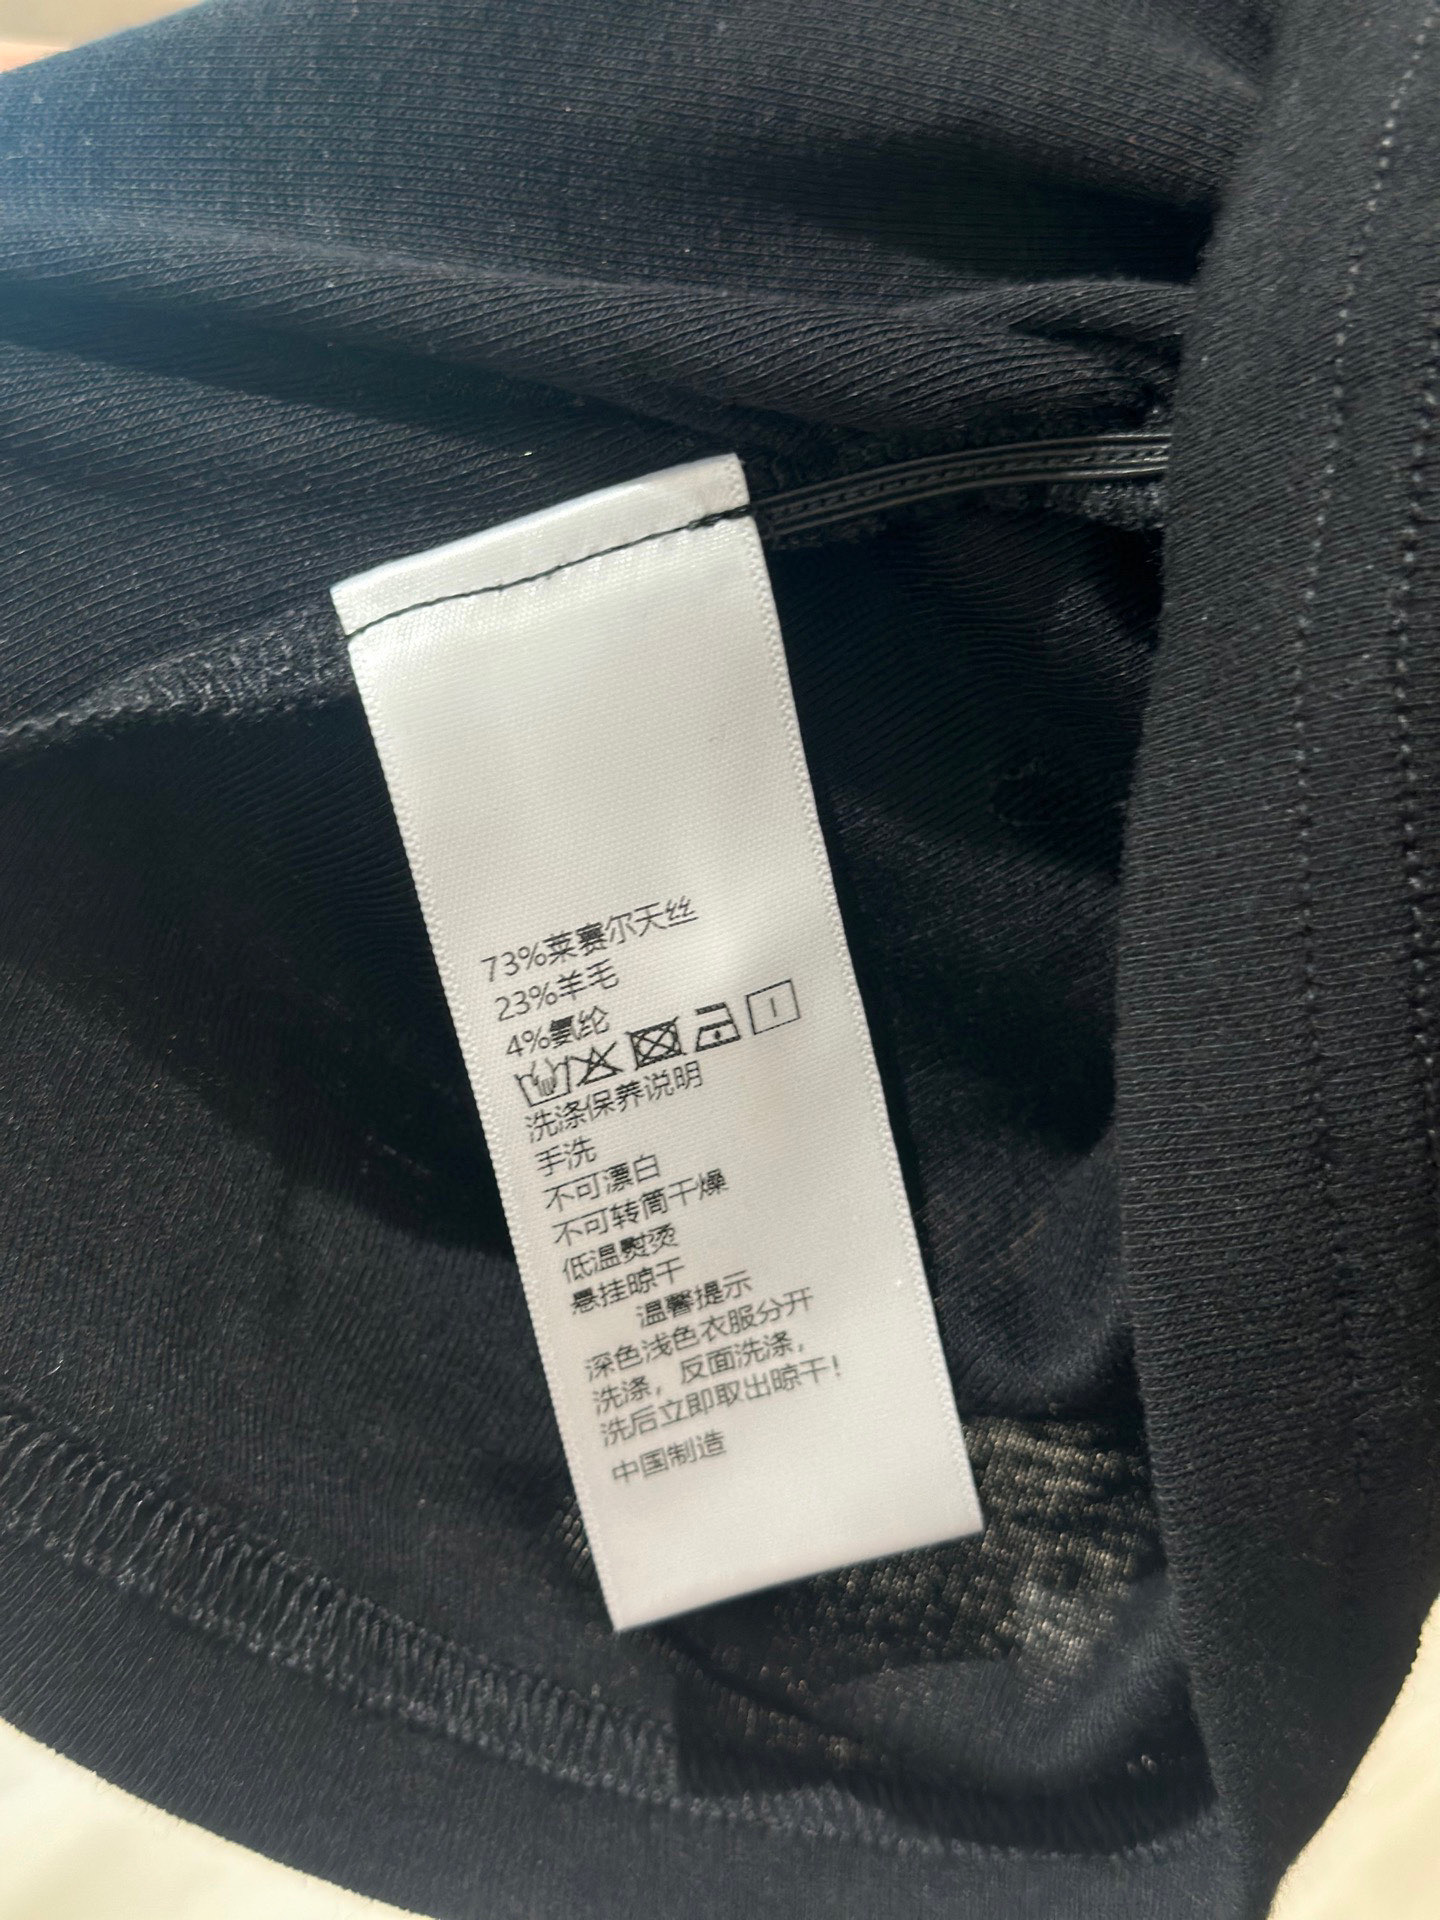 73%莱赛尔天丝
23%羊毛
4%氨纶
洗涤保养说明
手洗
不可漂白
不可转筒干燥
低温熨烫
悬挂晾干
温馨提示
深色浅色衣服分开
洗涤，反面洗涤，
洗后立即取出晾干！
中国制造